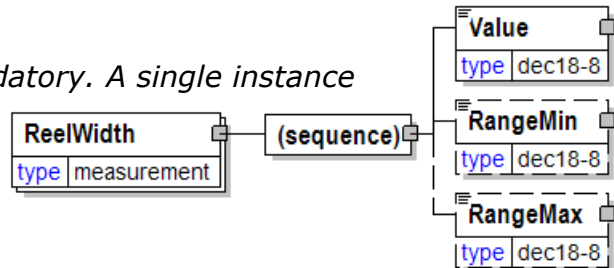 Value
type dec18-8
datory. A single instance
RangeMin
type dec18-8
ReelWidth
type measurement
(sequence)
RangeMax
type dec18-8